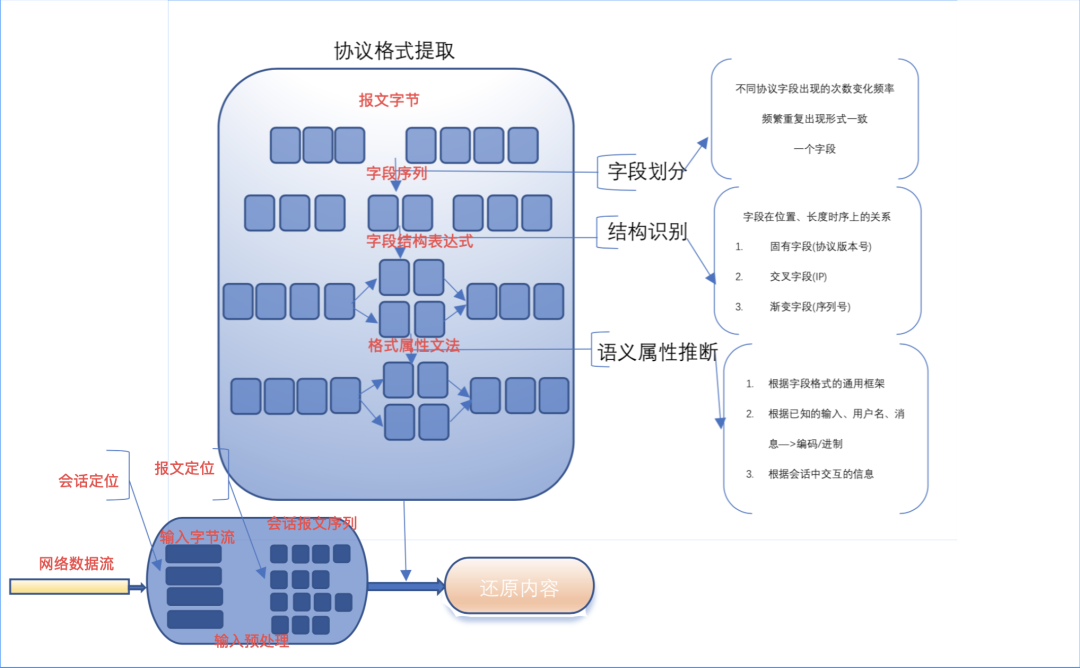 协议格式提取
报文字节
字段序列
字段结构表达式
格式属性文法
字段划分
不同协议字段出现的次数变化频率
频繁重复出现形式一致
一个字段
结构识别
字段在位置、长度时序上的关系
1. 固有字段(协议版本号)
2. 交叉字段(IP)
3. 渐变字段(序列号)
语义属性推断
1. 根据字段格式的通用框架
2. 根据已知的输入、用户名、消
息—>编码/进制
3. 根据会话中交互的信息
会话定位
报文定位
网络数据流
输入字节流
会话报文序列
输入预处理
还原内容